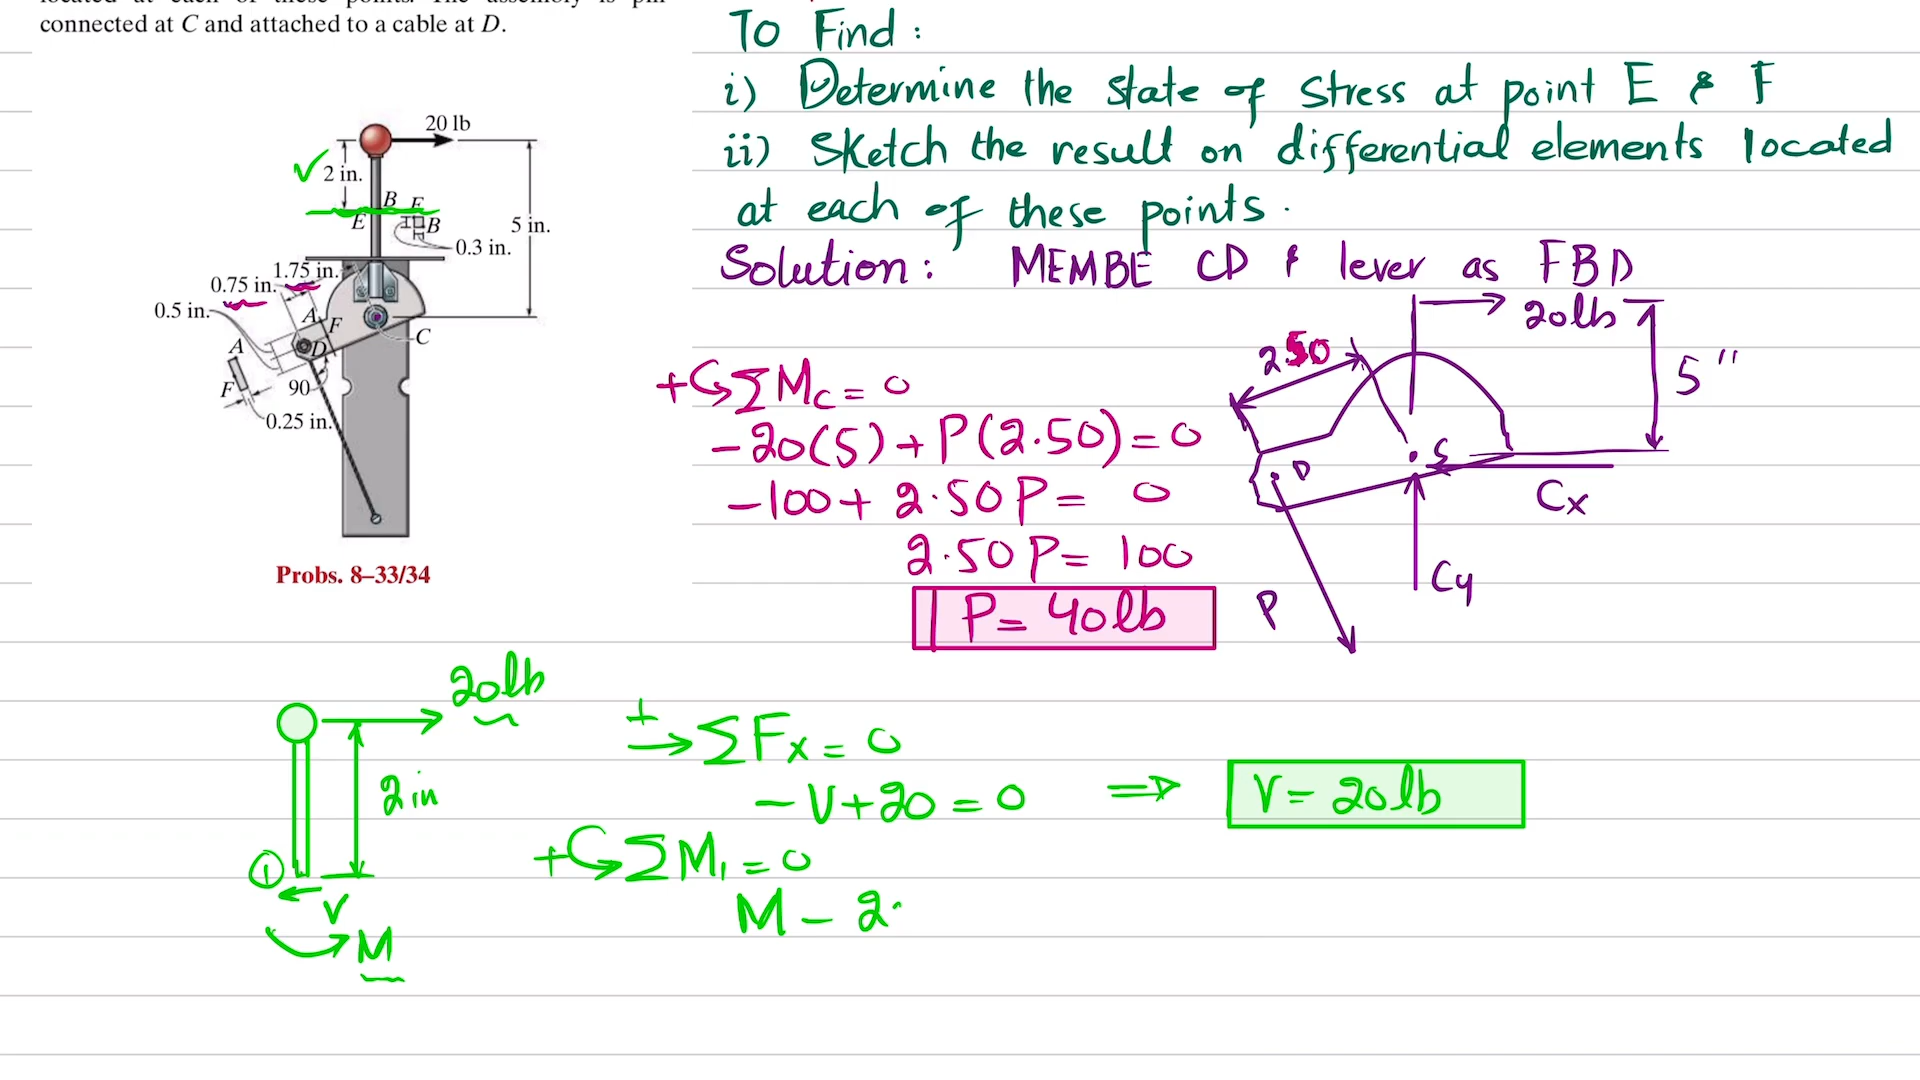 connected at C and attached to a cable at D.
20 lb
2 in.
B
E
E
B
5 in.
0.3 in.
1.75 in.
0.75 in.
0.5 in.
A
F
C
D
A
F
90
0.25 in.
Probs. 8–33/34
To Find :
i) Determine the state of stress at point E & F
ii) Sketch the result on differential elements located
at each of these points.
Solution: MEMBE CD & lever as FBD
20lb
2.50
5"
D
Cx
Cy
P
+ΣMc = 0
-20(5) + P(2.50) = 0
-100 + 2.50 P = 0
2.50 P = 100
P = 40lb
20lb
2 in
1
V
M
+→ ΣFx = 0
-V + 20 = 0 ⇒ V = 20lb
+ΣM1 = 0
M - 2.